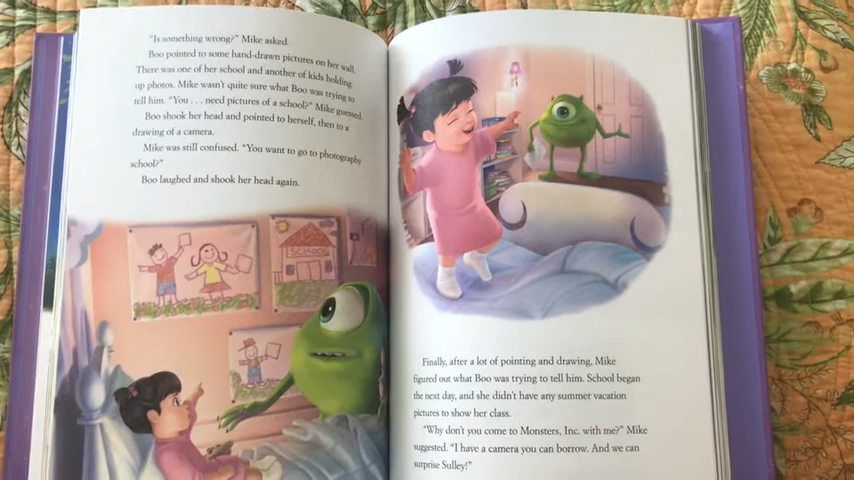 “Is something wrong?” Mike asked.
Boo pointed to some hand-drawn pictures on her wall.
There was one of her school and another of kids holding
up photos. Mike wasn’t quite sure what Boo was trying to
tell him. “You . . . need pictures of a school?” Mike guessed.
Boo shook her head and pointed to herself, then to a
drawing of a camera.
Mike was still confused. “You want to go to photography
school?”
Boo laughed and shook her head again.
SCHOOL
Finally, after a lot of pointing and drawing, Mike
figured out what Boo was trying to tell him. School began
the next day, and she didn’t have any summer vacation
pictures to show her class.
“Why don’t you come to Monsters, Inc. with me?” Mike
suggested. “I have a camera you can borrow. And we can
surprise Sulley!”